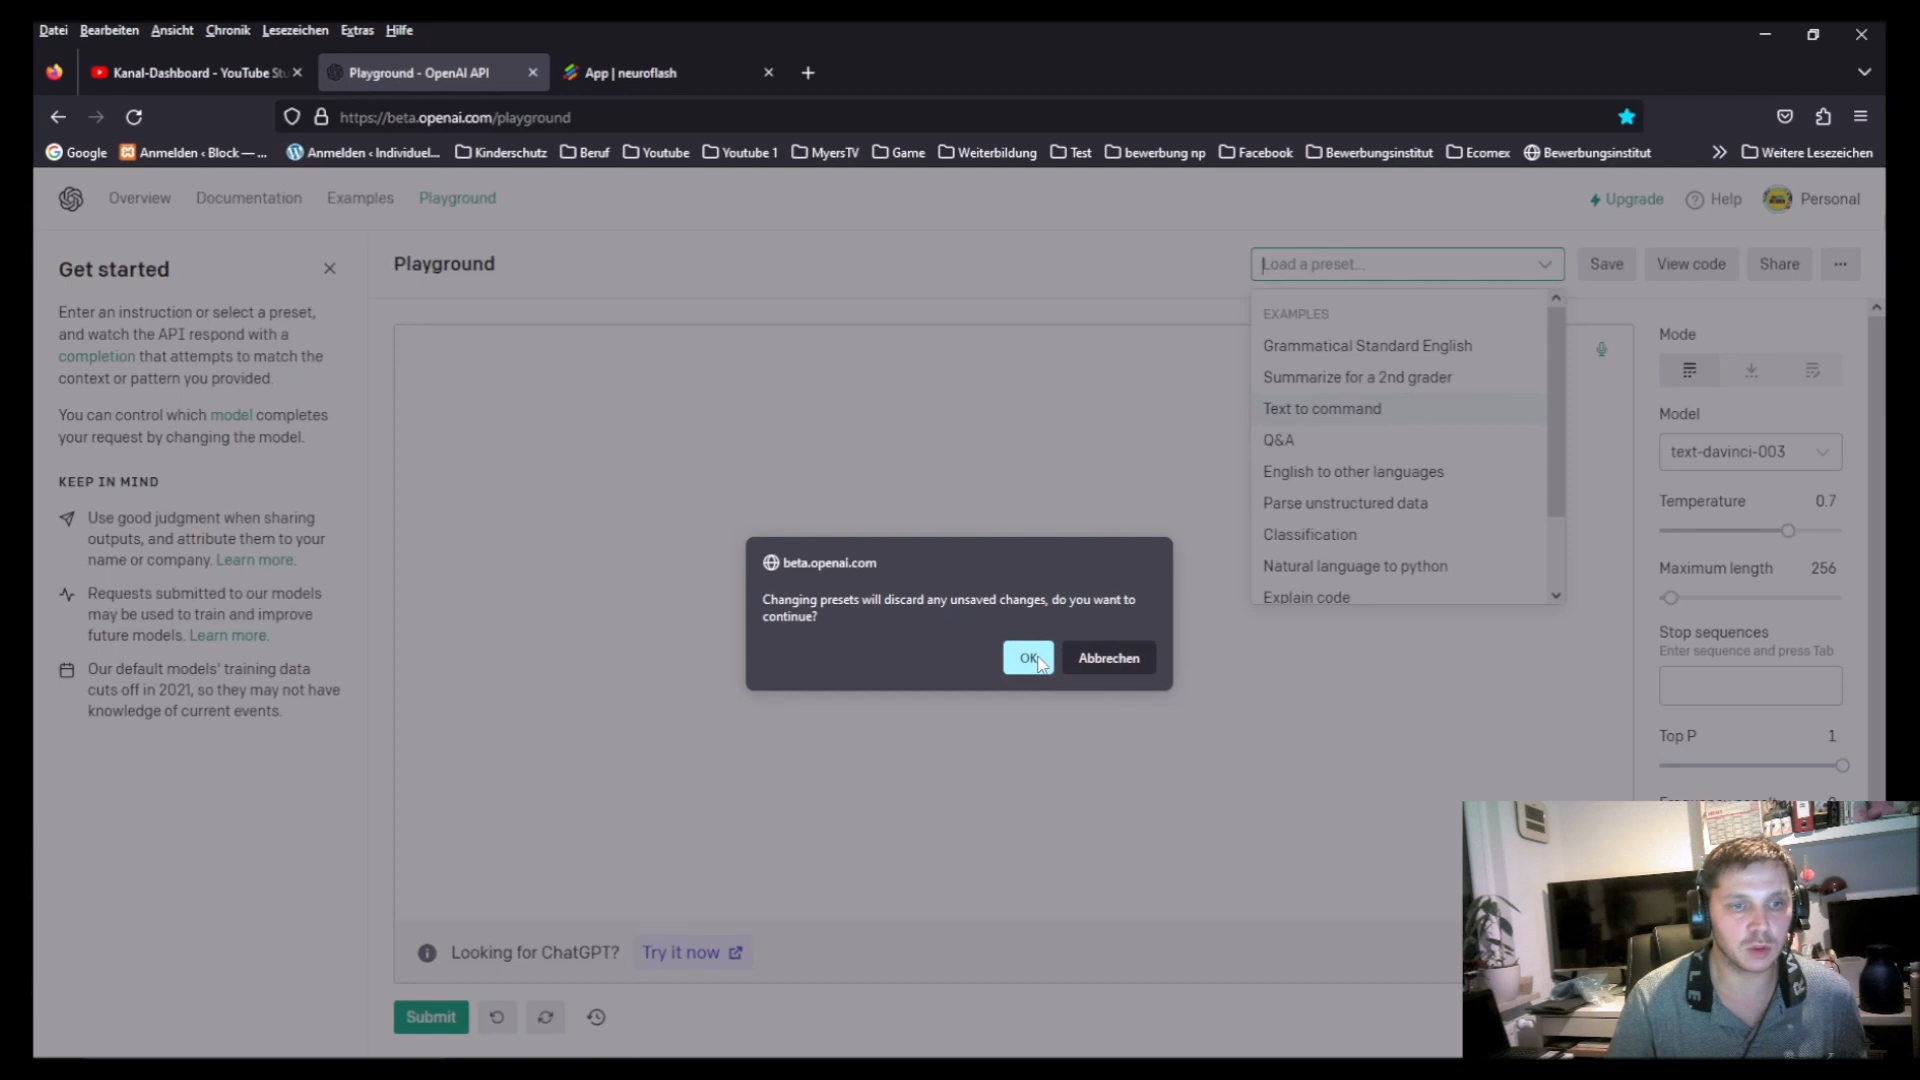 Datei Bearbeiten Ansicht Chronik Lesezeichen Extras Hilfe
Kanal-Dashboard - YouTube Stu
Playground - OpenAI API
App | neuroflash
https://beta.openai.com/playground
Google
Anmelden ‹ Block — ...
Anmelden ‹ Individuel...
Kinderschutz
Beruf
Youtube
Youtube 1
MyersTV
Game
Weiterbildung
Test
bewerbung np
Facebook
Bewerbungsinstitut
Ecomex
Bewerbungsinstitut
Weitere Lesezeichen
Overview
Documentation
Examples
Playground
Upgrade
Help
Personal
Get started
Enter an instruction or select a preset,
and watch the API respond with a
completion that attempts to match the
context or pattern you provided.
You can control which model completes
your request by changing the model.
KEEP IN MIND
Use good judgment when sharing
outputs, and attribute them to your
name or company. Learn more.
Requests submitted to our models
may be used to train and improve
future models. Learn more.
Our default models' training data
cuts off in 2021, so they may not have
knowledge of current events.
Playground
Load a preset...
Save
View code
Share
EXAMPLES
Grammatical Standard English
Summarize for a 2nd grader
Text to command
Q&A
English to other languages
Parse unstructured data
Classification
Natural language to python
Explain code
beta.openai.com
Changing presets will discard any unsaved changes, do you want to
continue?
OK
Abbrechen
Mode
Model
text-davinci-003
Temperature 0.7
Maximum length 256
Stop sequences
Enter sequence and press Tab
Top P 1
Looking for ChatGPT? Try it now
Submit